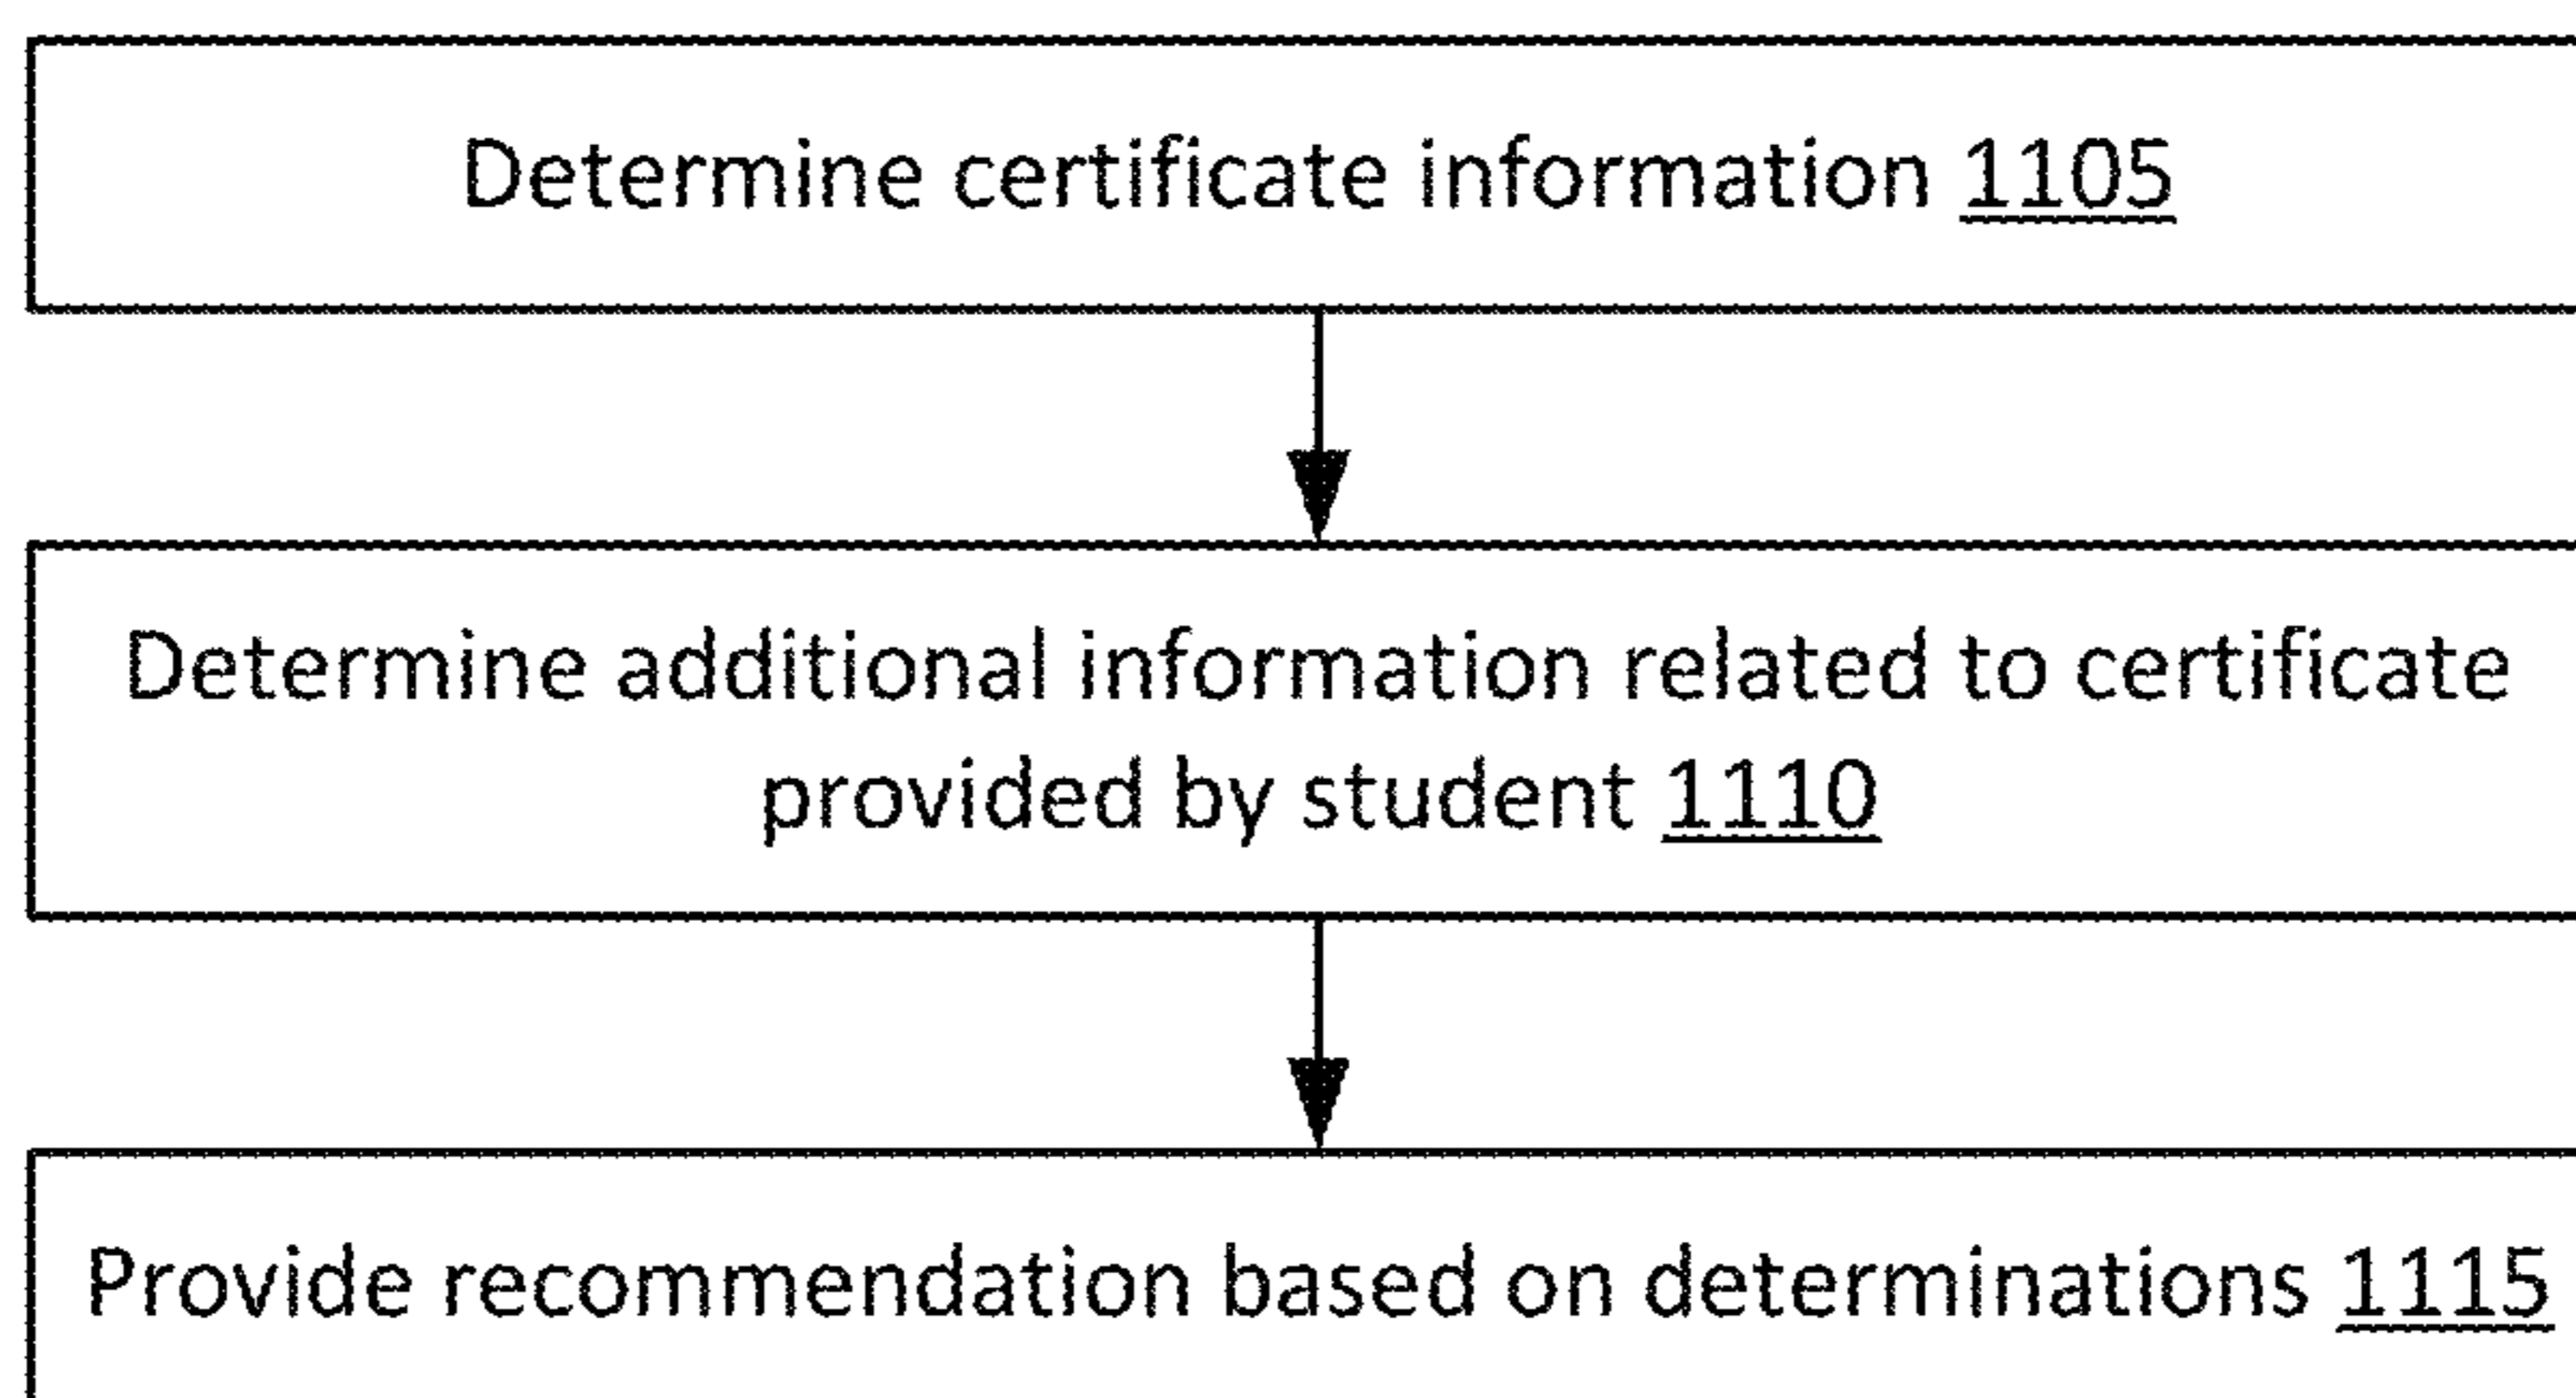 Determine certificate information 1105
Determine additional information related to certificate
provided by student 1110
Provide recommendation based on determinations 1115